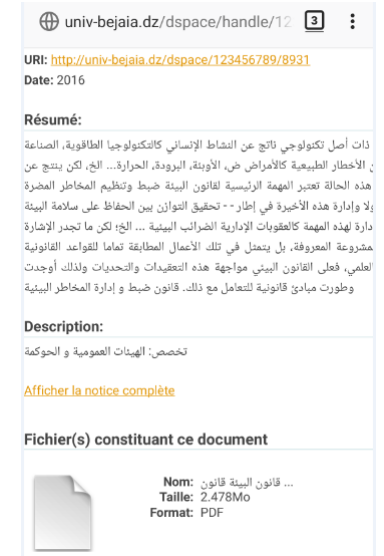 univ-bejaia.dz/dspace/handle/12
3
URI: http://univ-bejaia.dz/dspace/123456789/8931
Date: 2016
Résumé:
ذات أصل تكنولوجي ناتج عن النشاط الإنساني كالتكنولوجيا الطاقوية، الصناعة
الأخطار الطبيعية كالأمراض ض، الأوبئة، البرودة، الحرارة... الخ، لكن ينتج عن
هذه الحالة تعتبر المهمة الرئيسية لقانون البيئة ضبط وتنظيم المخاطر المضرة
ولا وإدارة هذه الأخيرة في إطار - - تحقيق التوازن بين الحفاظ على سلامة البيئة
دارة لهذه المهمة كالعقوبات الإدارية الضرائب البيئية ... الخ؛ لكن ما تجدر الإشارة
مشروعة المعروفة، بل يتمثل في تلك الأعمال المطابقة تماما للقواعد القانونية
لعلمي، فعلى القانون البيئي مواجهة هذه التعقيدات والتحديات ولذلك أوجدت
وطورت مبادئ قانونية للتعامل مع ذلك. قانون ضبط و إدارة المخاطر البيئية
Description:
تخصص: الهيئات العمومية و الحوكمة
Afficher la notice complète
Fichier(s) constituant ce document
Nom: قانون البيئة قانون ...
Taille: 2.478Mo
Format: PDF